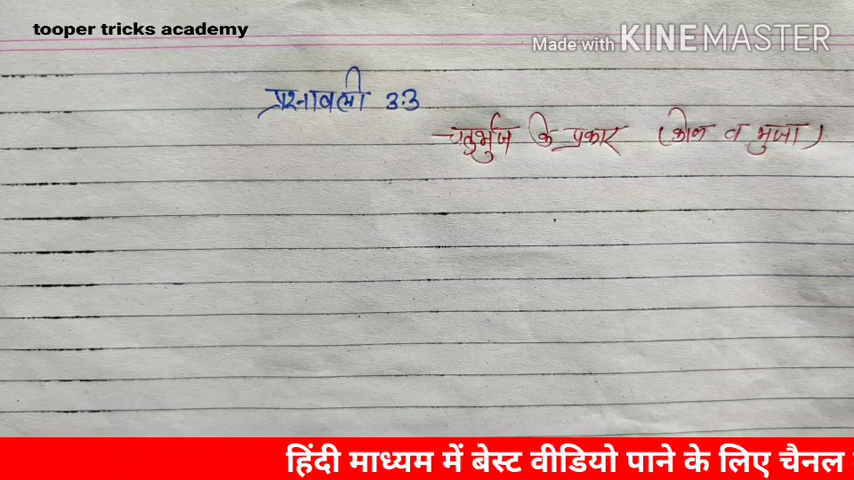 tooper tricks academy
Made with KINEMASTER
प्रश्नावली 3.3
चतुर्भुज कि प्रकार (कोण व भुजा)
हिंदी माध्यम में बेस्ट वीडियो पाने के लिए चैनल